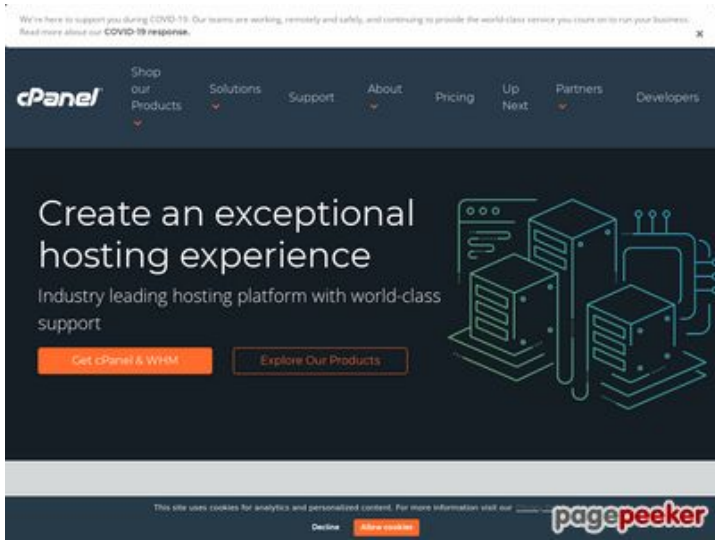 We're here to support you during COVID-19. Our teams are working, remotely and safely, and continuing to provide the world-class service you count on to run your business.
Read more about our COVID-19 response.
×
cPanel
Shop
our
Products
Solutions
Support
About
Pricing
Up
Next
Partners
Developers
Create an exceptional
hosting experience
Industry leading hosting platform with world-class
support
Get cPanel & WHM
Explore Our Products
This site uses cookies for analytics and personalized content. For more information visit our
Decline
Allow cookies
pagepeeker